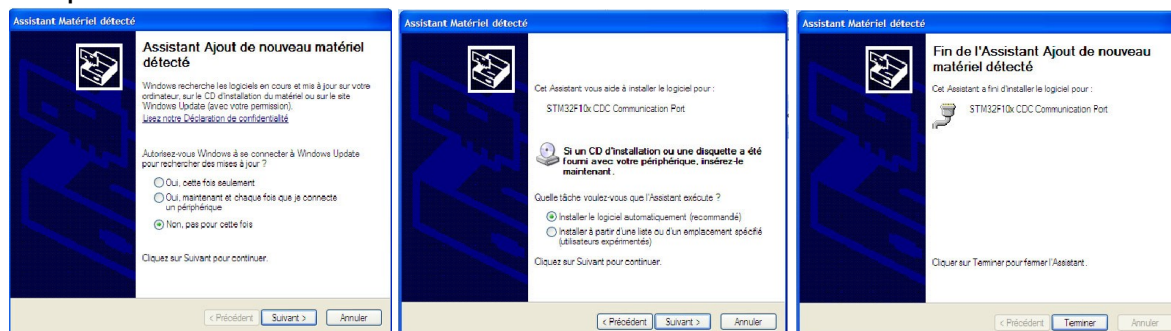 Assistant Matériel détecté
Assistant Ajout de nouveau matériel
détecté
Windows recherche les logiciels en cours et mis à jour sur votre
ordinateur, sur le CD d'installation du matériel ou sur le site
Windows Update (avec votre permission).
Lisez notre Déclaration de confidentialité
Autorisez-vous Windows à se connecter à Windows Update
pour rechercher des mises à jour ?
Oui, cette fois seulement
Oui, maintenant et chaque fois que je connecte
un périphérique
Non, pas pour cette fois
Cliquez sur Suivant pour continuer.
< Précédent
Suivant >
Annuler
Assistant Matériel détecté
Cet Assistant vous aide à installer le logiciel pour :
STM32F10x CDC Communication Port
Si un CD d'installation ou une disquette a été
fourni avec votre périphérique, insérez-le
maintenant.
Quelle tâche voulez-vous que l'Assistant exécute ?
Installer le logiciel automatiquement (recommandé)
Installer à partir d'une liste ou d'un emplacement spécifié
(utilisateurs expérimentés)
Cliquez sur Suivant pour continuer.
< Précédent
Suivant >
Annuler
Assistant Matériel détecté
Fin de l'Assistant Ajout de nouveau
matériel détecté
Cet Assistant a fini d'installer le logiciel pour :
STM32F10x CDC Communication Port
Cliquer sur Terminer pour fermer l'Assistant.
< Précédent
Terminer
Annuler